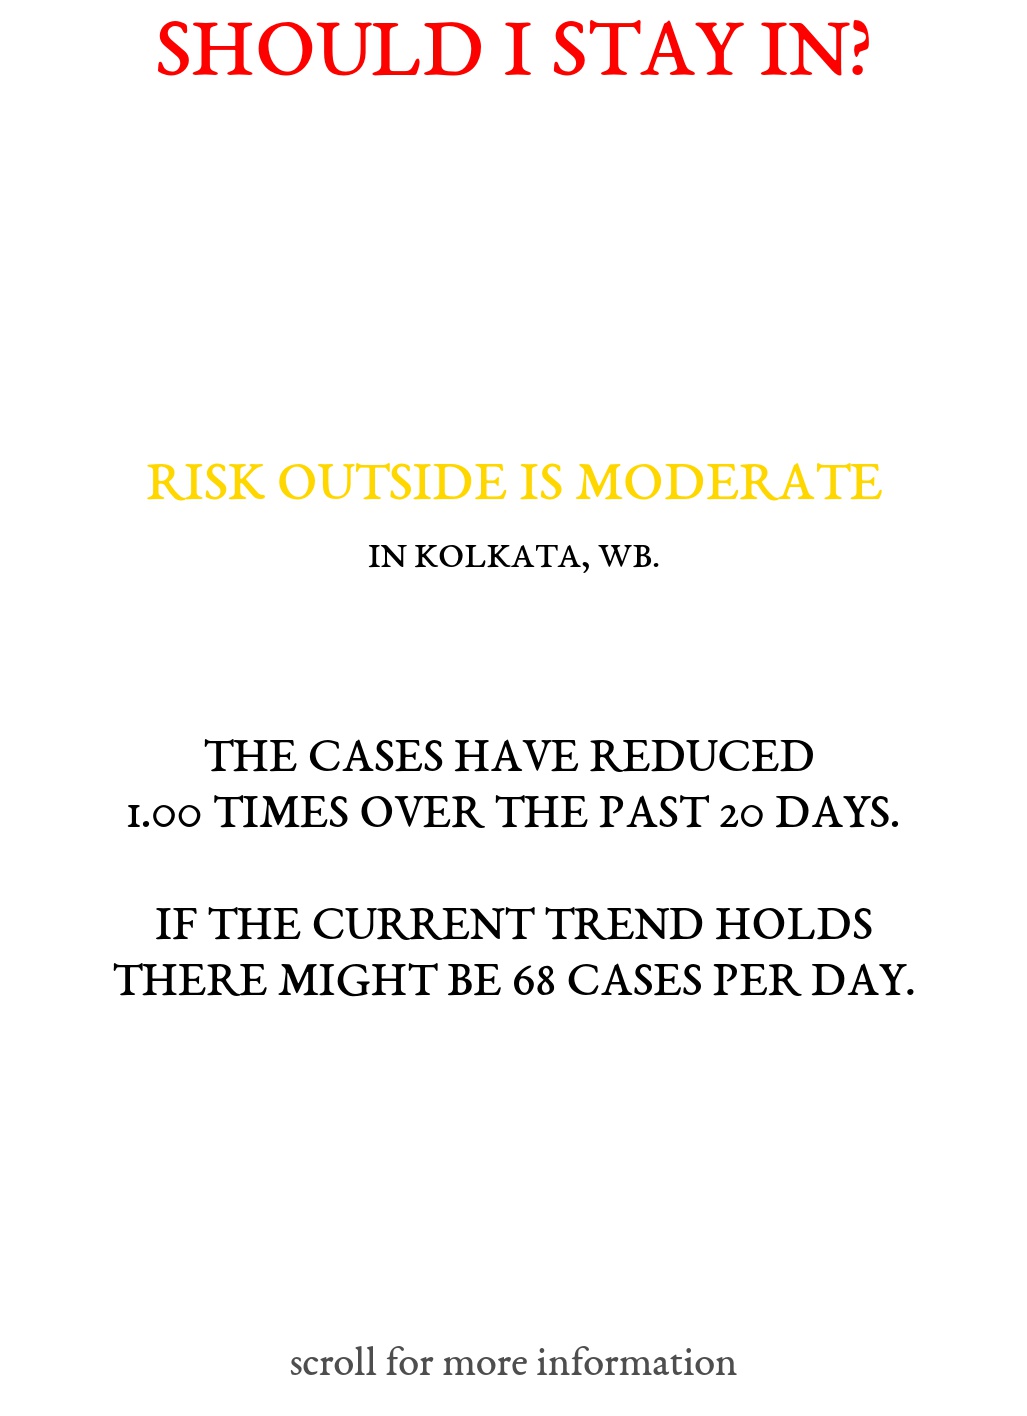 SHOULD I STAY IN?
RISK OUTSIDE IS MODERATE
IN KOLKATA, WB.
THE CASES HAVE REDUCED
1.00 TIMES OVER THE PAST 20 DAYS.
IF THE CURRENT TREND HOLDS
THERE MIGHT BE 68 CASES PER DAY.
scroll for more information